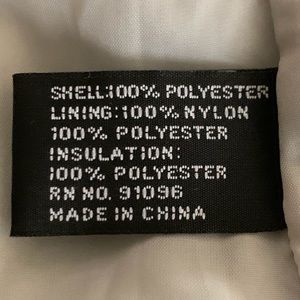 SHELL:100% POLYESTER
LINING:100% NYLON
100% POLYESTER
INSULATION:
100% POLYESTER
RN NO. 91096
MADE IN CHINA